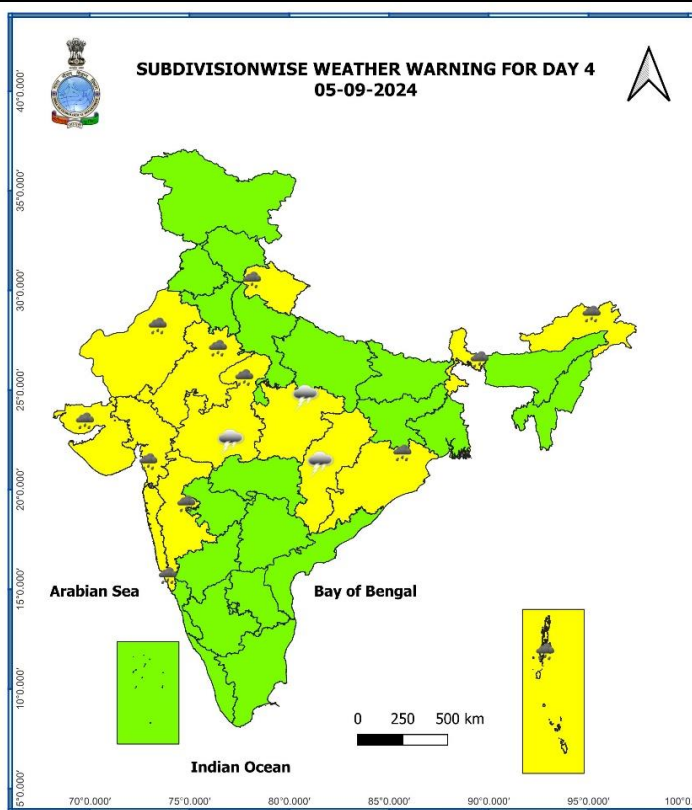 SUBDIVISIONWISE WEATHER WARNING FOR DAY 4
05-09-2024
40°0.000'
35°0.000'
30°0.000'
25°0.000'
20°0.000'
15°0.000'
10°0.000'
5°0.000'
Arabian Sea
Bay of Bengal
0 250 500 km
Indian Ocean
70°0.000' 75°0.000' 80°0.000' 85°0.000' 90°0.000' 95°0.000' 100°0